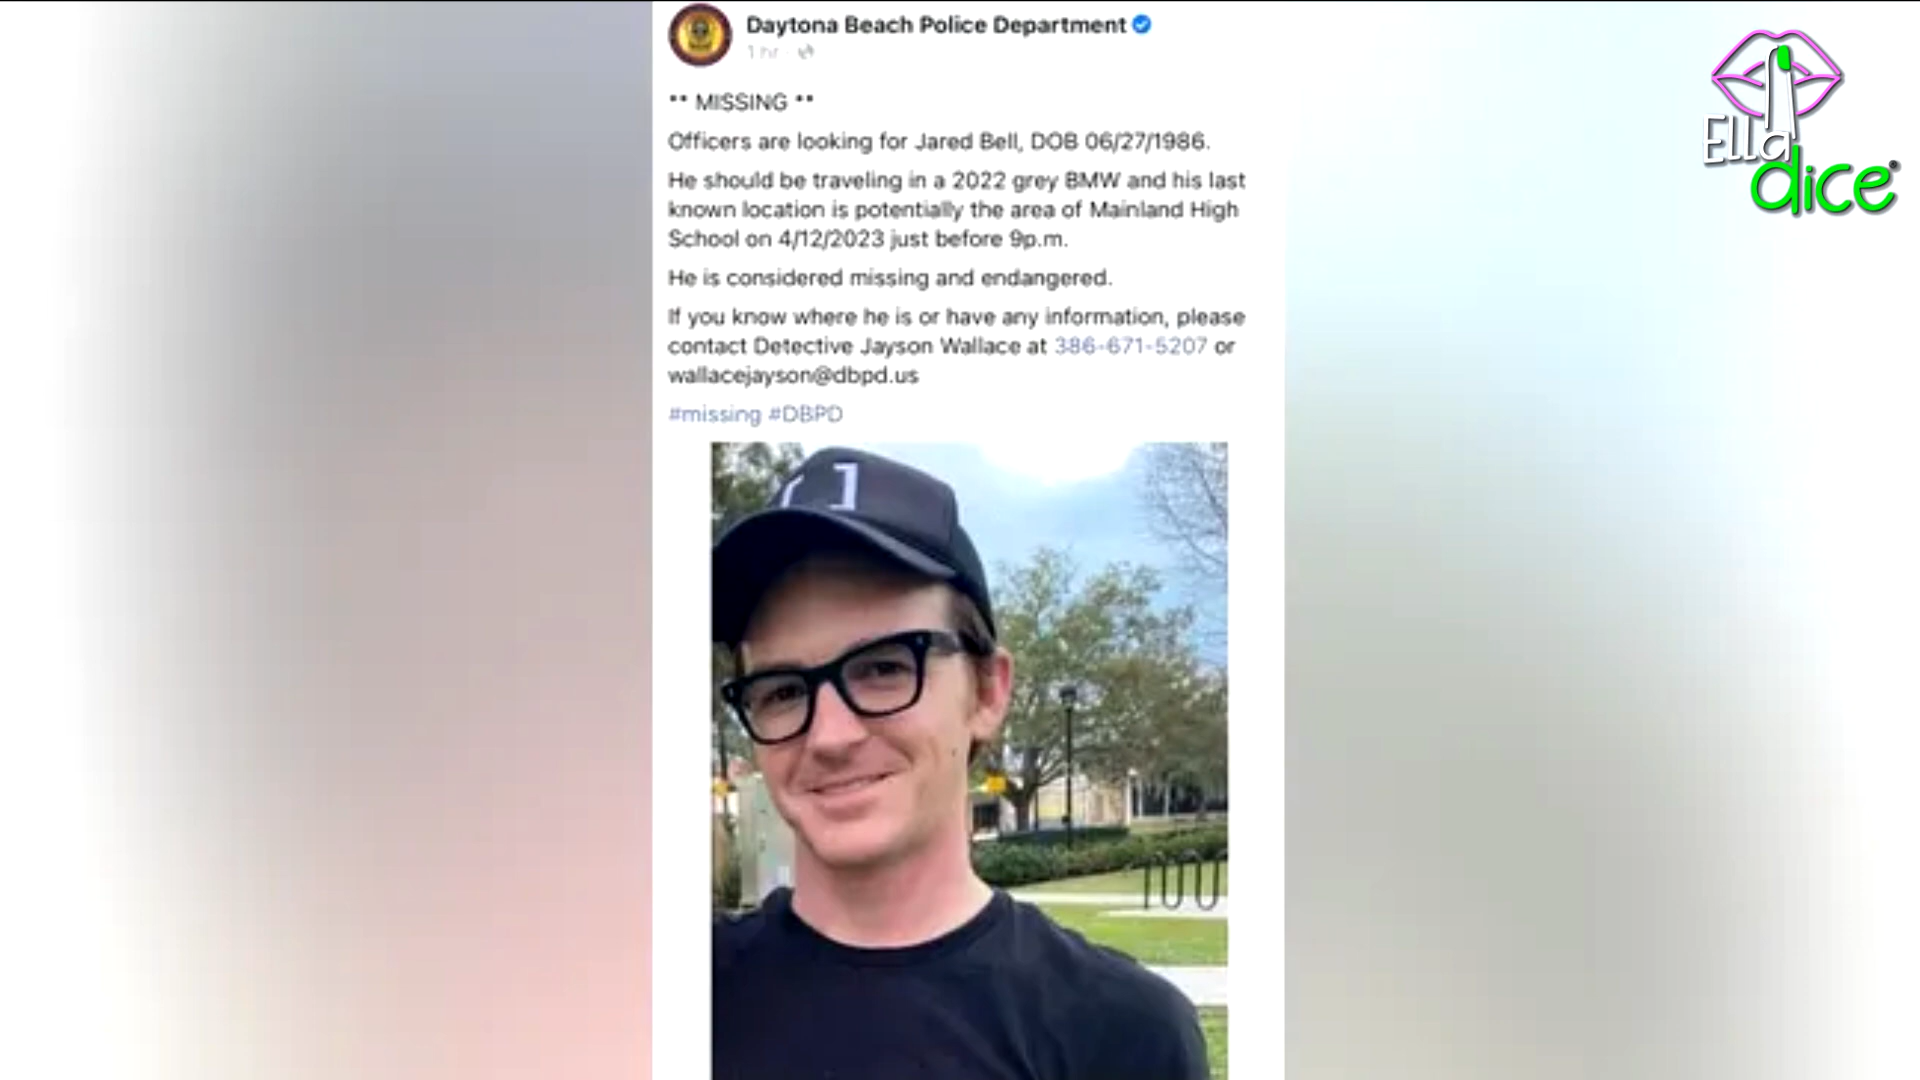 Daytona Beach Police Department
1 hr ·
** MISSING **
Officers are looking for Jared Bell, DOB 06/27/1986.
He should be traveling in a 2022 grey BMW and his last
known location is potentially the area of Mainland High
School on 4/12/2023 just before 9p.m.
He is considered missing and endangered.
If you know where he is or have any information, please
contact Detective Jayson Wallace at 386-671-5207 or
wallacejayson@dbpd.us
#missing #DBPD
[ ]
Ella
dice®